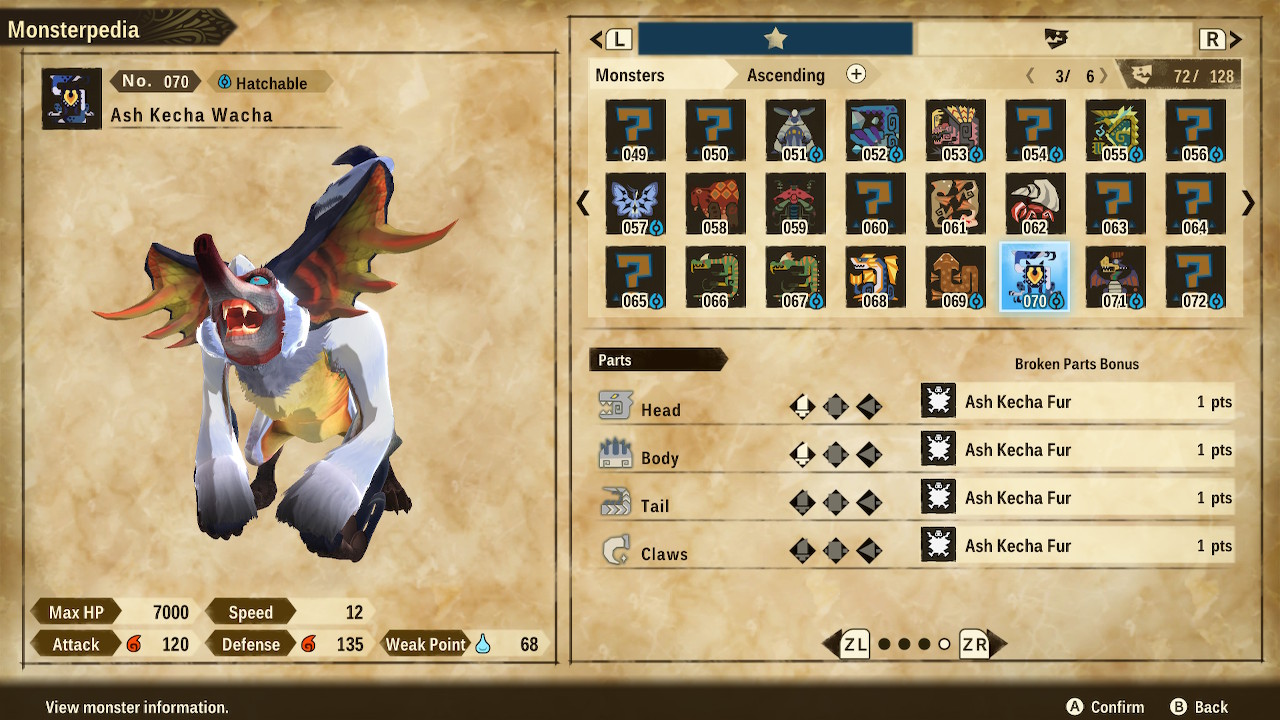 Monsterpedia
No. 070
Hatchable
Ash Kecha Wacha
Max HP 7000
Speed 12
Attack 120
Defense 135
Weak Point 68
L
R
Monsters
Ascending
3/ 6
72/ 128
? 049
? 050
051
052
053
? 054
055
? 056
057
058
059
? 060
061
062
? 063
? 064
? 065
066
067
068
069
070
071
? 072
Parts
Broken Parts Bonus
Head
Ash Kecha Fur 1 pts
Body
Ash Kecha Fur 1 pts
Tail
Ash Kecha Fur 1 pts
Claws
Ash Kecha Fur 1 pts
ZL
ZR
View monster information.
A Confirm
B Back